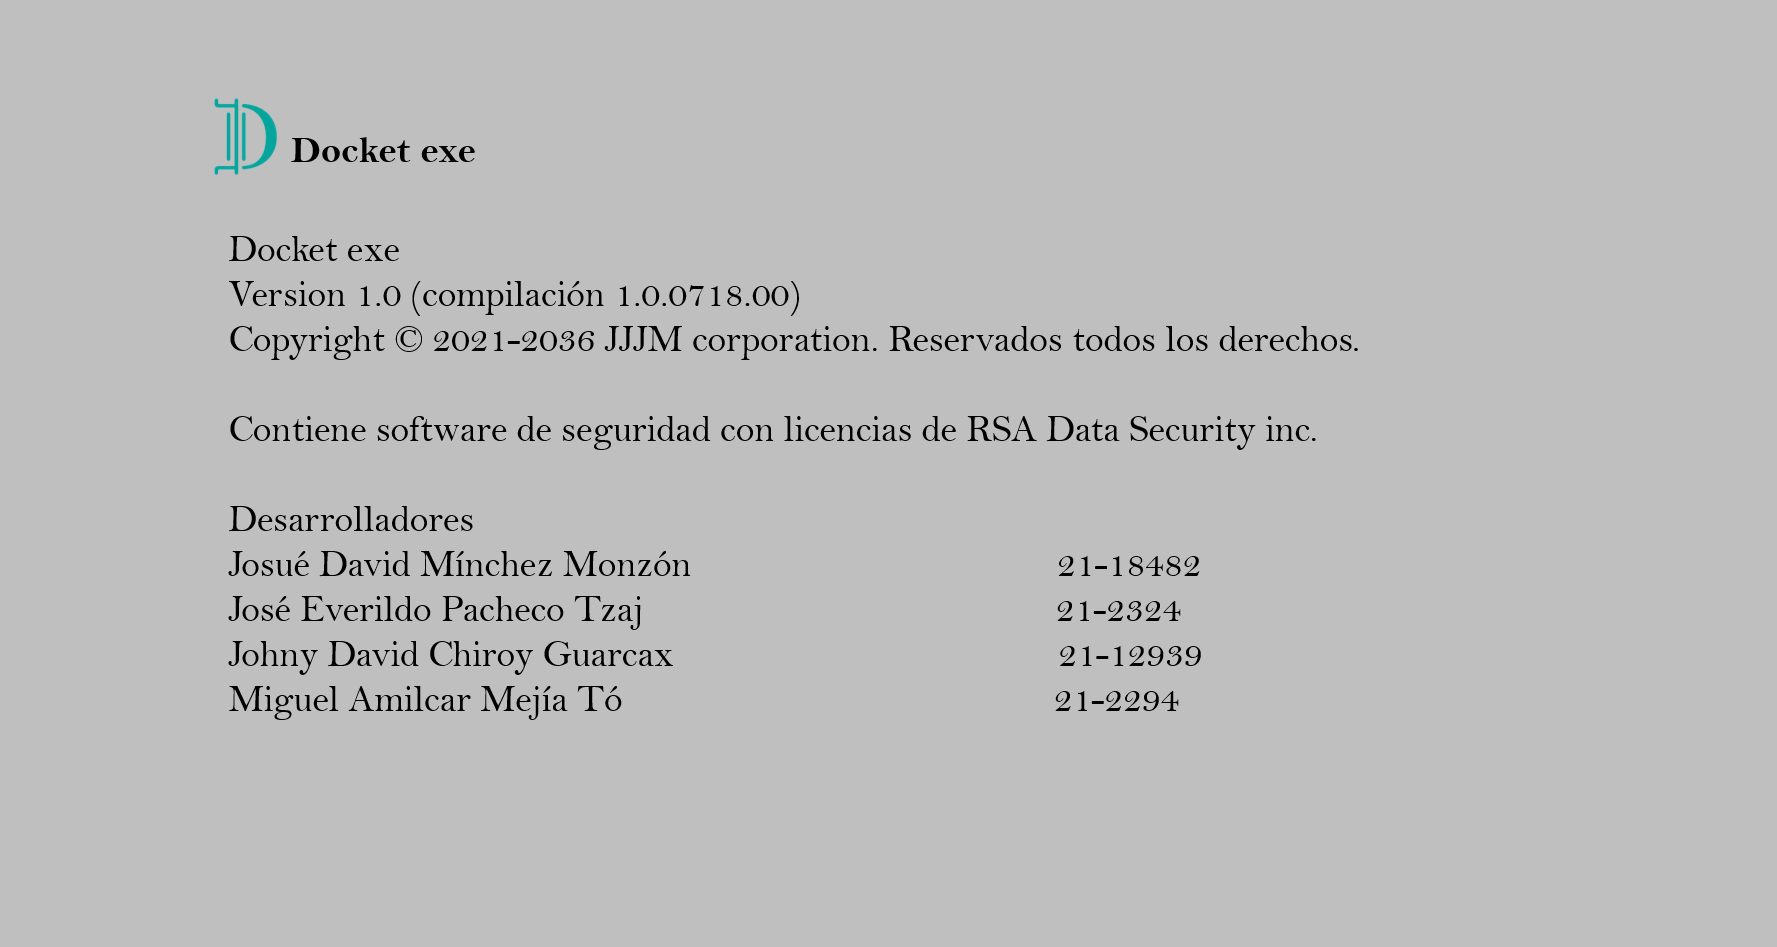 D Docket exe
Docket exe
Version 1.0 (compilación 1.0.0718.00)
Copyright © 2021-2036 JJJM corporation. Reservados todos los derechos.
Contiene software de seguridad con licencias de RSA Data Security inc.
Desarrolladores
Josué David Mínchez Monzón 21-18482
José Everildo Pacheco Tzaj 21-2324
Johny David Chiroy Guarcax 21-12939
Miguel Amilcar Mejía Tó 21-2294